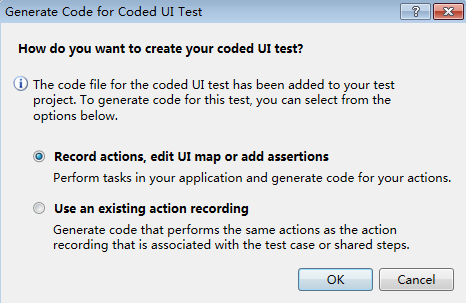 Generate Code for Coded UI Test
How do you want to create your coded UI test?
The code file for the coded UI test has been added to your test
project. To generate code for this test, you can select from the
options below.
Record actions, edit UI map or add assertions
Perform tasks in your application and generate code for your actions.
Use an existing action recording
Generate code that performs the same actions as the action
recording that is associated with the test case or shared steps.
OK
Cancel